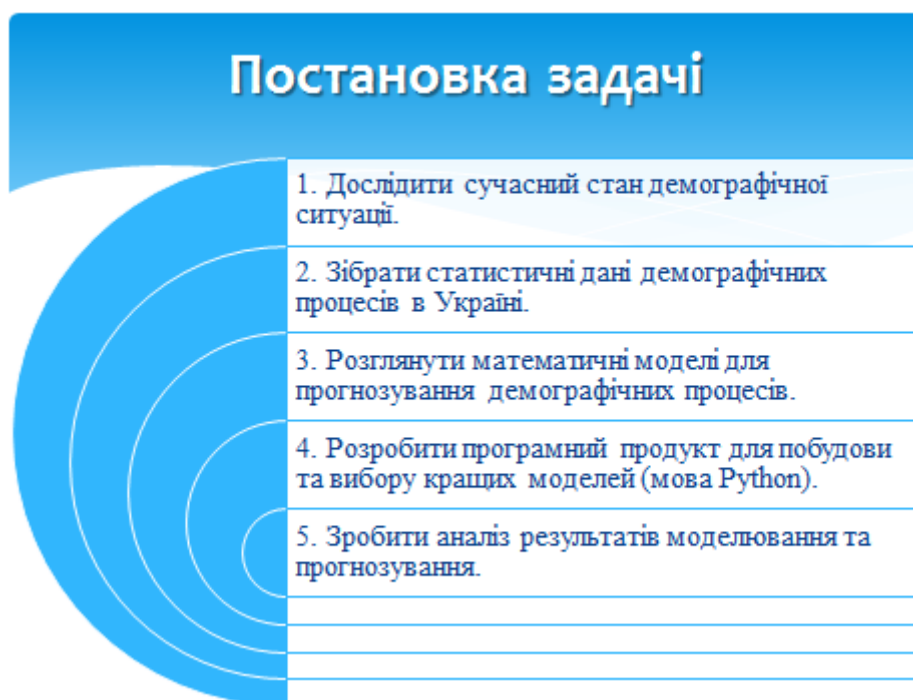 Постановка задачі
1. Дослідити сучасний стан демографічної
ситуації.
2. Зібрати статистичні дані демографічних
процесів в Україні.
3. Розглянути математичні моделі для
прогнозування демографічних процесів.
4. Розробити програмний продукт для побудови
та вибору кращих моделей (мова Python).
5. Зробити аналіз результатів моделювання та
прогнозування.